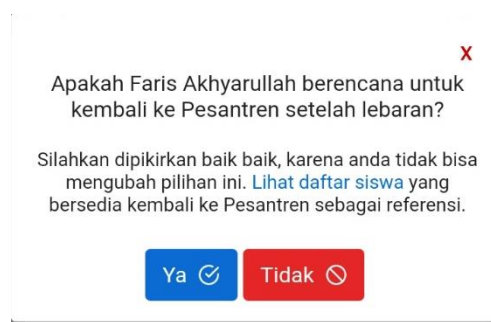 X
Apakah Faris Akhyarullah berencana untuk
kembali ke Pesantren setelah lebaran?
Silahkan dipikirkan baik baik, karena anda tidak bisa
mengubah pilihan ini. Lihat daftar siswa yang
bersedia kembali ke Pesantren sebagai referensi.
Ya
Tidak